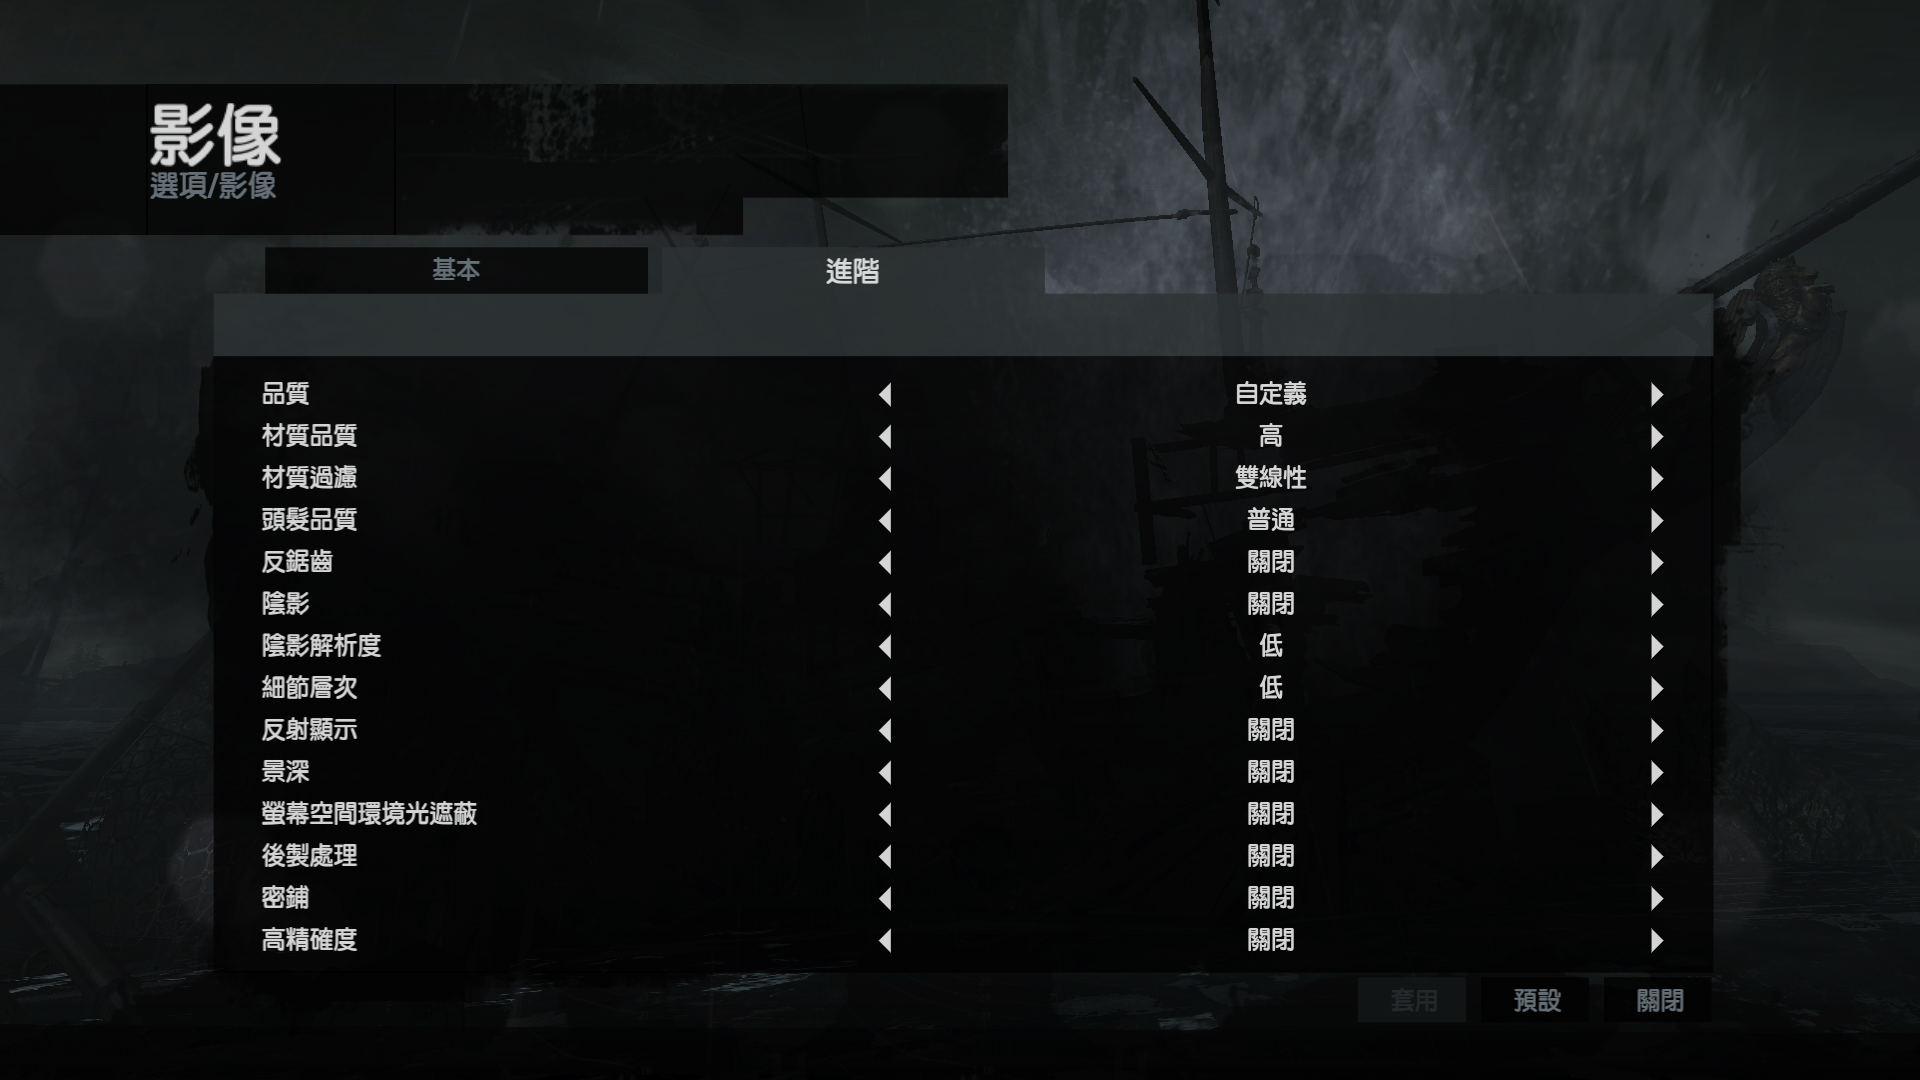 影像
選項/影像
基本
進階
品質 自定義
材質品質 高
材質過濾 雙線性
頭髮品質 普通
反鋸齒 關閉
陰影 關閉
陰影解析度 低
細節層次 低
反射顯示 關閉
景深 關閉
螢幕空間環境光遮蔽 關閉
後製處理 關閉
密鋪 關閉
高精確度 關閉
套用 預設 關閉